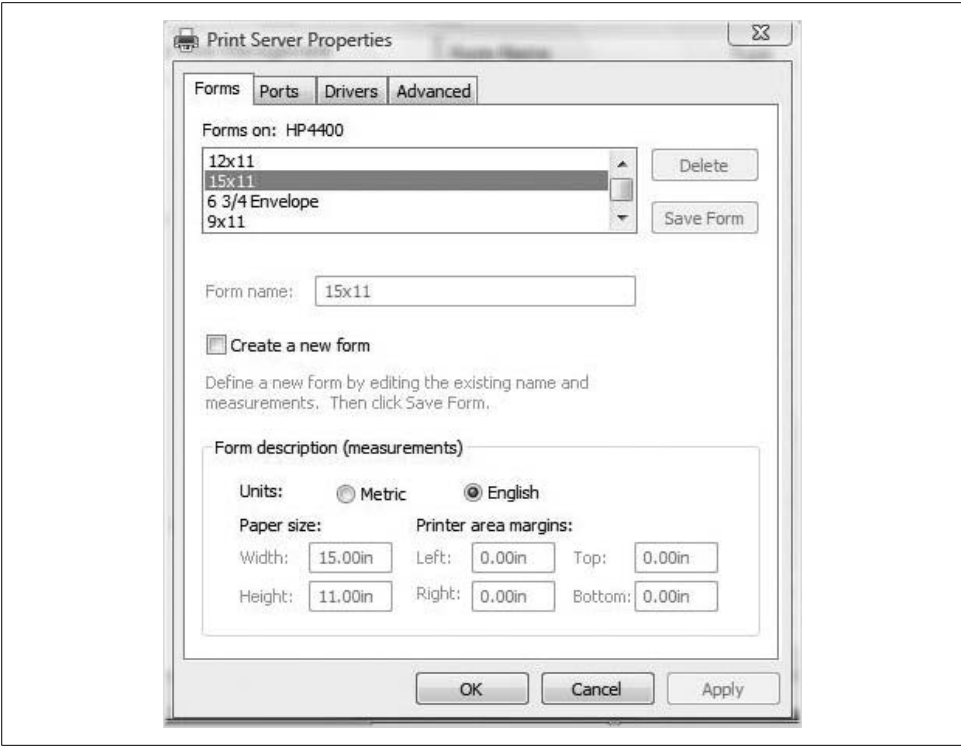 Print Server Properties
Forms Ports Drivers Advanced
Forms on: HP4400
12x11
15x11
6 3/4 Envelope
9x11
Delete
Save Form
Form name: 15x11
Create a new form
Define a new form by editing the existing name and
measurements. Then click Save Form.
Form description (measurements)
Units: Metric English
Paper size: Printer area margins:
Width: 15.00in Left: 0.00in Top: 0.00in
Height: 11.00in Right: 0.00in Bottom: 0.00in
OK Cancel Apply